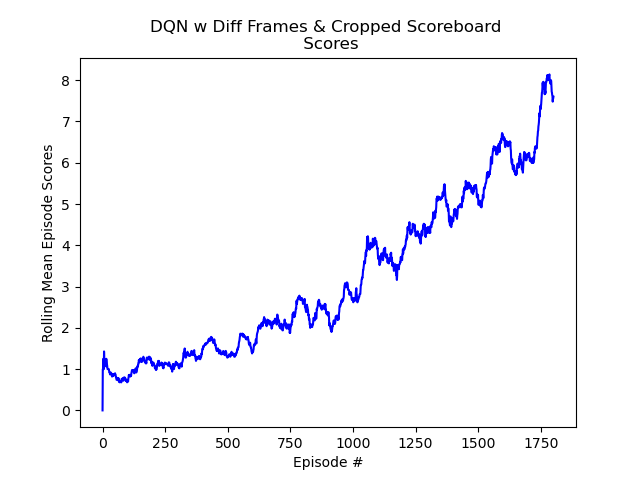 DQN w Diff Frames & Cropped Scoreboard
Scores
8
7
6
5
4
3
2
1
0
Rolling Mean Episode Scores
0 250 500 750 1000 1250 1500 1750
Episode #